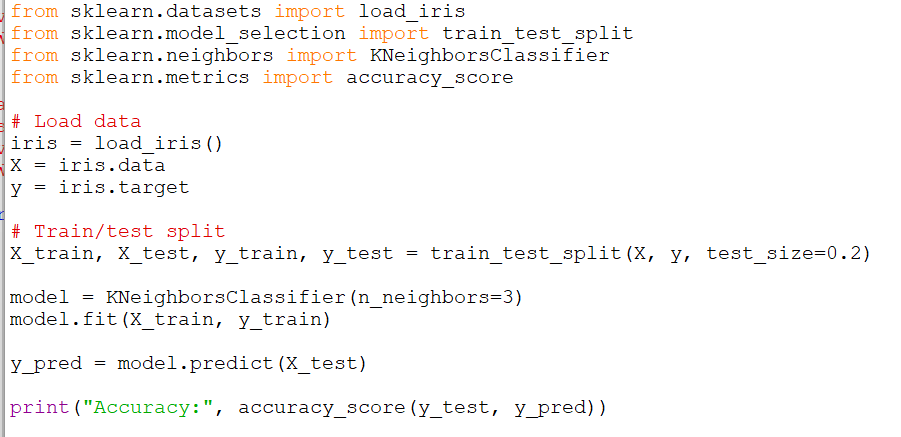 from sklearn.datasets import load_iris
from sklearn.model_selection import train_test_split
from sklearn.neighbors import KNeighborsClassifier
from sklearn.metrics import accuracy_score
# Load data
iris = load_iris()
X = iris.data
y = iris.target
# Train/test split
X_train, X_test, y_train, y_test = train_test_split(X, y, test_size=0.2)
model = KNeighborsClassifier(n_neighbors=3)
model.fit(X_train, y_train)
y_pred = model.predict(X_test)
print("Accuracy:", accuracy_score(y_test, y_pred))